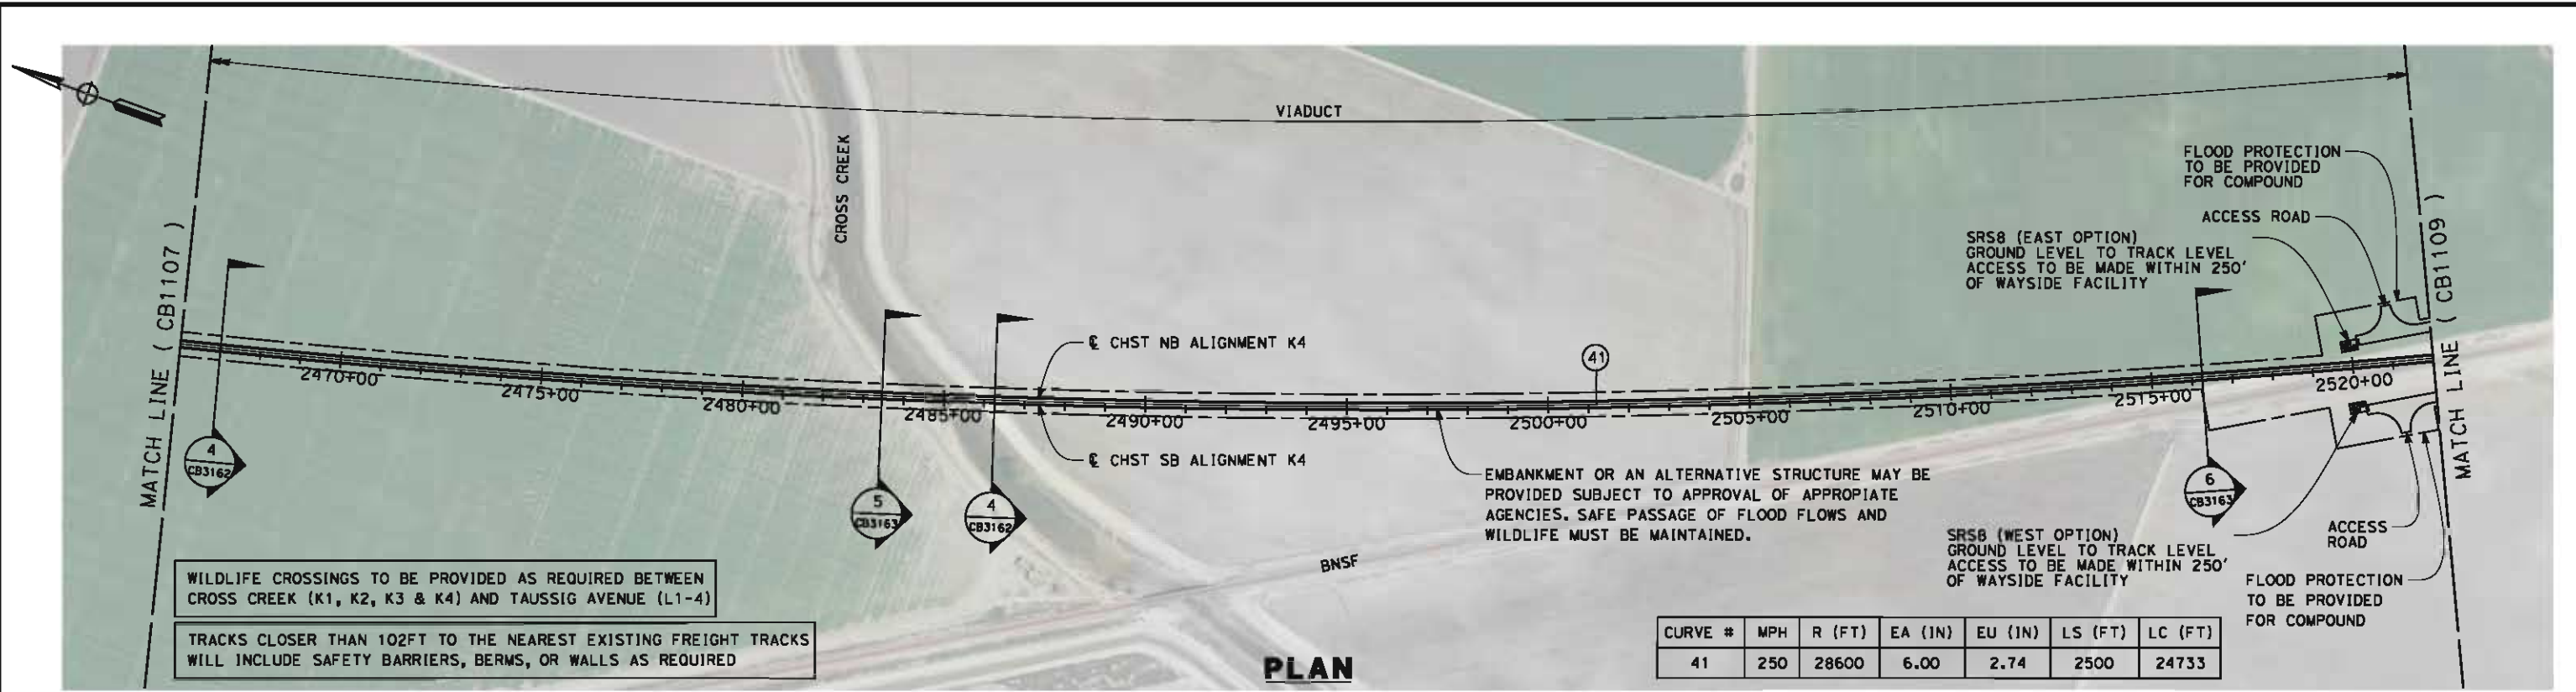 VIADUCT
CROSS CREEK
FLOOD PROTECTION
TO BE PROVIDED
FOR COMPOUND
ACCESS ROAD
SRS8 (EAST OPTION)
GROUND LEVEL TO TRACK LEVEL
ACCESS TO BE MADE WITHIN 250'
OF WAYSIDE FACILITY
MATCH LINE ( CB1107 )
MATCH LINE ( CB1109 )
℄ CHST NB ALIGNMENT K4
41
2470+00
2475+00
2480+00
2485+00
2490+00
2495+00
2500+00
2505+00
2510+00
2515+00
2520+00
4
CB3162
5
CB3163
4
CB3162
6
CB3163
℄ CHST SB ALIGNMENT K4
EMBANKMENT OR AN ALTERNATIVE STRUCTURE MAY BE
PROVIDED SUBJECT TO APPROVAL OF APPROPIATE
AGENCIES. SAFE PASSAGE OF FLOOD FLOWS AND
WILDLIFE MUST BE MAINTAINED.
BNSF
SRS8 (WEST OPTION)
GROUND LEVEL TO TRACK LEVEL
ACCESS TO BE MADE WITHIN 250'
OF WAYSIDE FACILITY
ACCESS
ROAD
FLOOD PROTECTION
TO BE PROVIDED
FOR COMPOUND
WILDLIFE CROSSINGS TO BE PROVIDED AS REQUIRED BETWEEN
CROSS CREEK (K1, K2, K3 & K4) AND TAUSSIG AVENUE (L1-4)
TRACKS CLOSER THAN 102FT TO THE NEAREST EXISTING FREIGHT TRACKS
WILL INCLUDE SAFETY BARRIERS, BERMS, OR WALLS AS REQUIRED
PLAN
CURVE # MPH R (FT) EA (IN) EU (IN) LS (FT) LC (FT)
41 250 28600 6.00 2.74 2500 24733